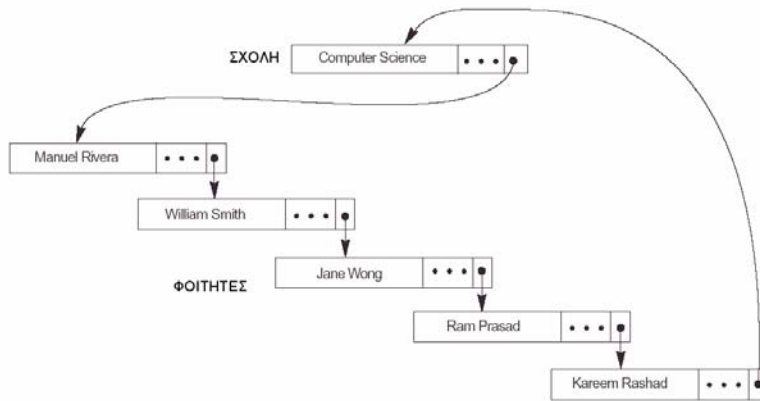 ΣΧΟΛΗ
Computer Science
Manuel Rivera
William Smith
Jane Wong
ΦΟΙΤΗΤΕΣ
Ram Prasad
Kareem Rashad